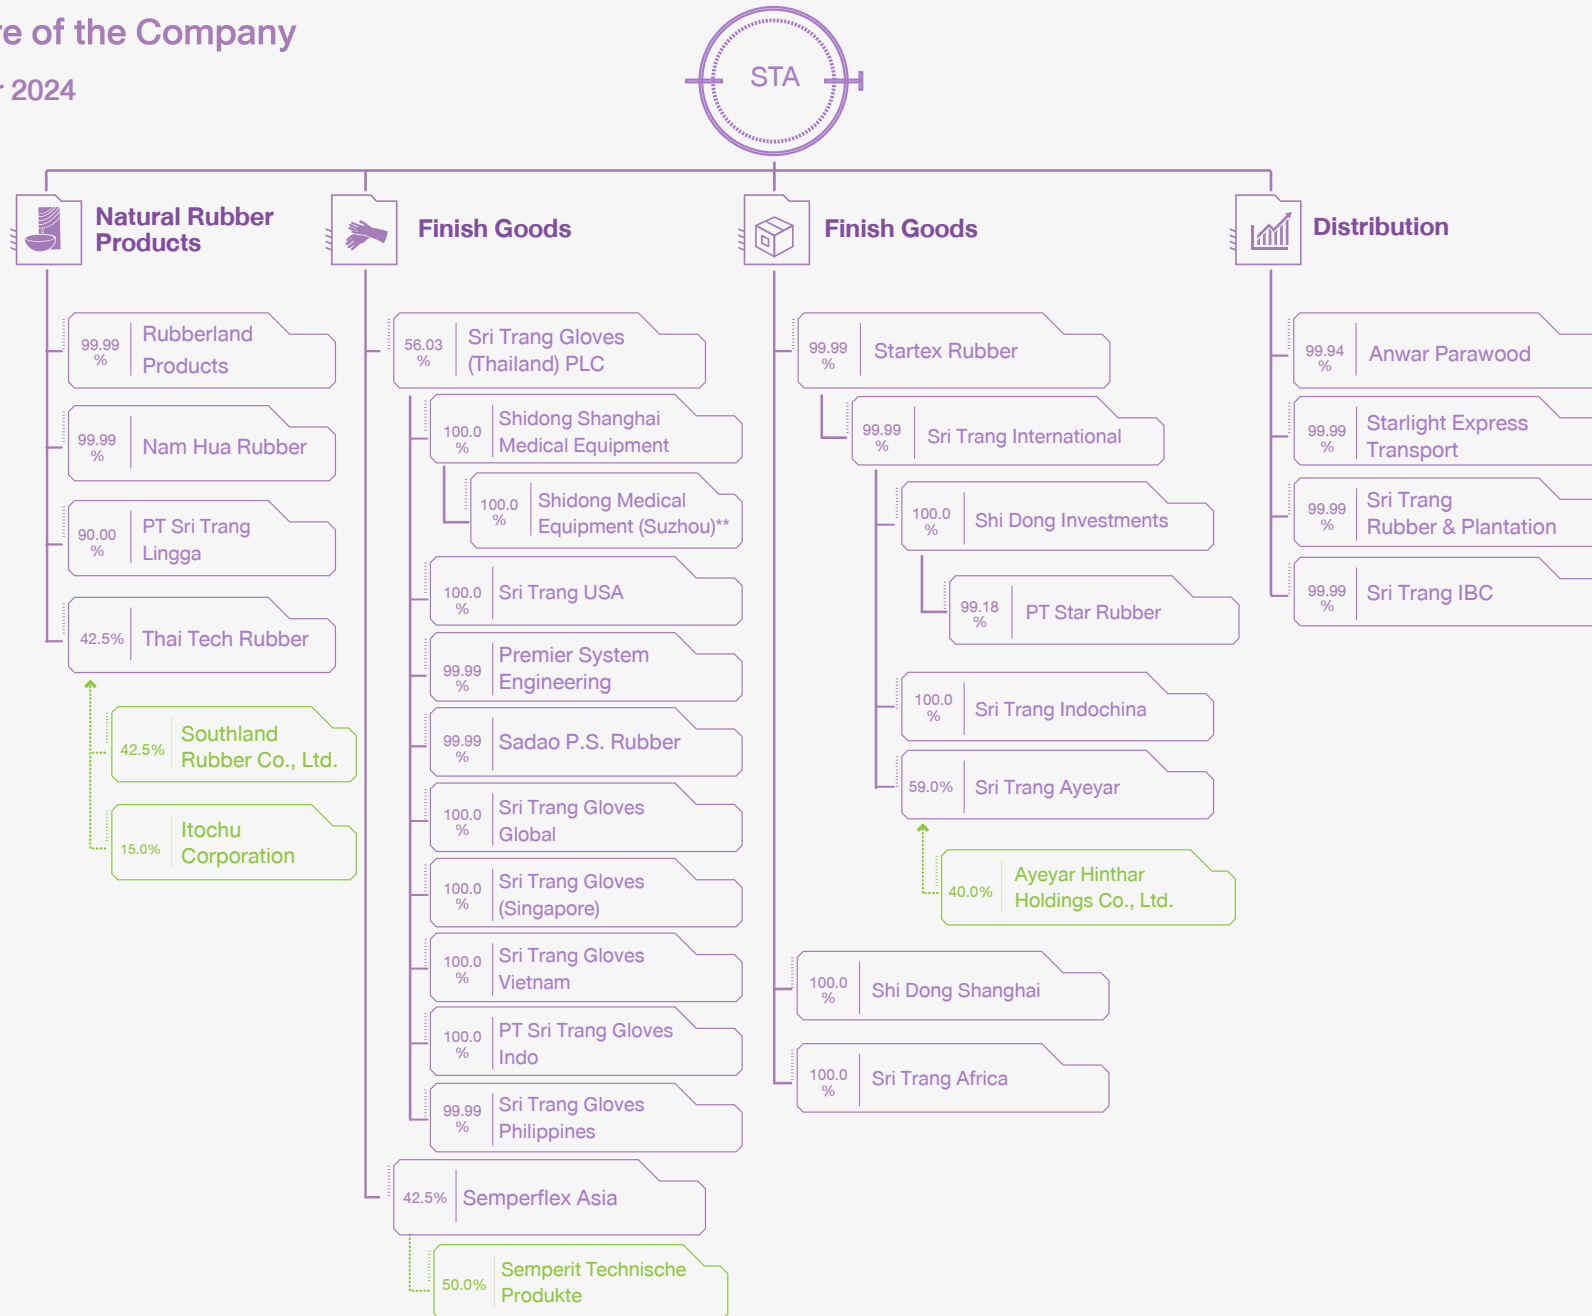 re of the Company
r 2024
STA
Natural Rubber
Products
99.99
%
Rubberland
Products
99.99
%
Nam Hua Rubber
90.00
%
PT Sri Trang
Lingga
42.5%
Thai Tech Rubber
42.5%
Southland
Rubber Co., Ltd.
15.0%
Itochu
Corporation
Finish Goods
56.03
%
Sri Trang Gloves
(Thailand) PLC
100.0
%
Shidong Shanghai
Medical Equipment
100.0
%
Shidong Medical
Equipment (Suzhou)**
100.0
%
Sri Trang USA
99.99
%
Premier System
Engineering
99.99
%
Sadao P.S. Rubber
100.0
%
Sri Trang Gloves
Global
100.0
%
Sri Trang Gloves
(Singapore)
100.0
%
Sri Trang Gloves
Vietnam
100.0
%
PT Sri Trang Gloves
Indo
99.99
%
Sri Trang Gloves
Philippines
42.5%
Semperflex Asia
50.0%
Semperit Technische
Produkte
Finish Goods
99.99
%
Startex Rubber
99.99
%
Sri Trang International
100.0
%
Shi Dong Investments
99.18
%
PT Star Rubber
100.0
%
Sri Trang Indochina
59.0%
Sri Trang Ayeyar
40.0%
Ayeyar Hinthar
Holdings Co., Ltd.
100.0
%
Shi Dong Shanghai
100.0
%
Sri Trang Africa
Distribution
99.94
%
Anwar Parawood
99.99
%
Starlight Express
Transport
99.99
%
Sri Trang
Rubber & Plantation
99.99
%
Sri Trang IBC